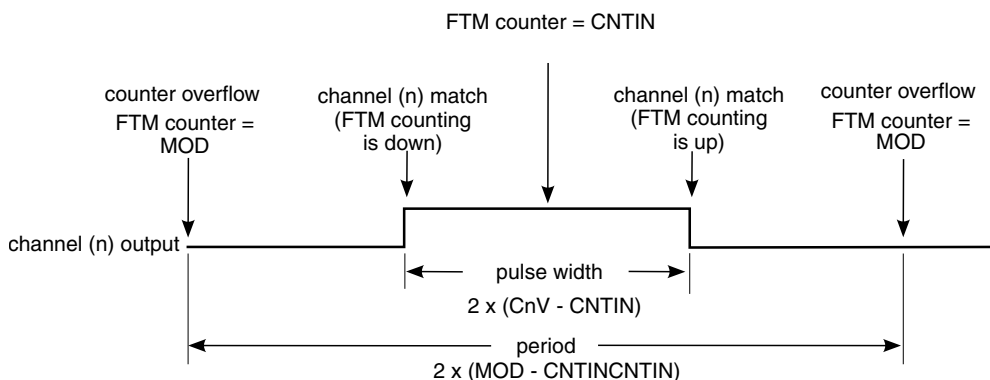 FTM counter = CNTIN
counter overflow
FTM counter =
MOD
channel (n) match
(FTM counting
is down)
channel (n) match
(FTM counting
is up)
counter overflow
FTM counter =
MOD
channel (n) output
pulse width
2 x (CnV - CNTIN)
period
2 x (MOD - CNTINCNTIN)